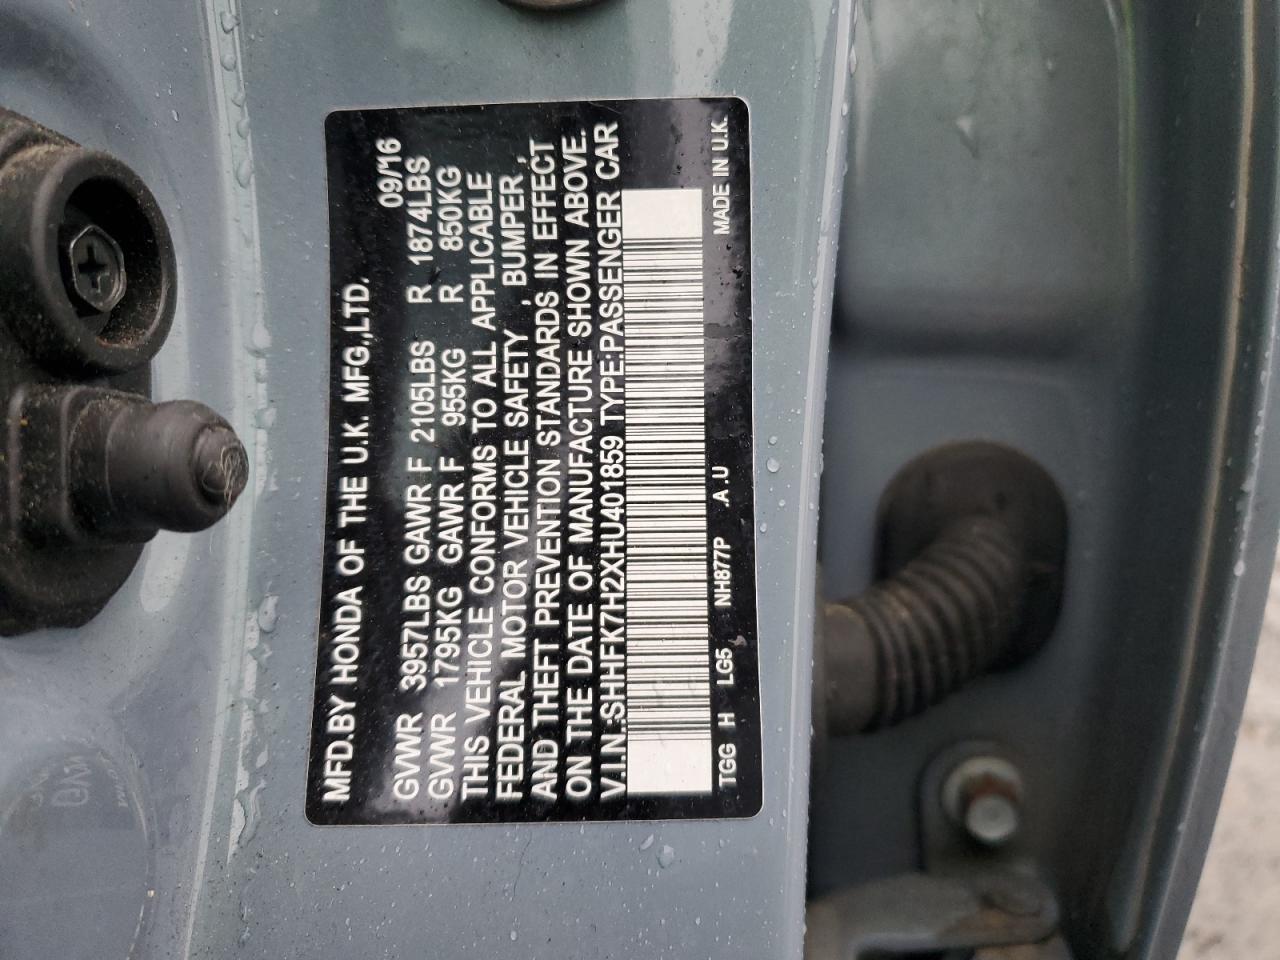 MFD.BY HONDA OF THE U.K. MFG.,LTD.
09/16
GVWR 3957LBS GAWR F 2105LBS R 1874LBS
GVWR 1795KG GAWR F 955KG R 850KG
THIS VEHICLE CONFORMS TO ALL APPLICABLE
FEDERAL MOTOR VEHICLE SAFETY , BUMPER ,
AND THEFT PREVENTION STANDARDS IN EFFECT
ON THE DATE OF MANUFACTURE SHOWN ABOVE.
V.I.N.:SHHFK7H2XHU401859 TYPE:PASSENGER CAR
TGG H LG5 NH877P .A.U MADE IN U.K.